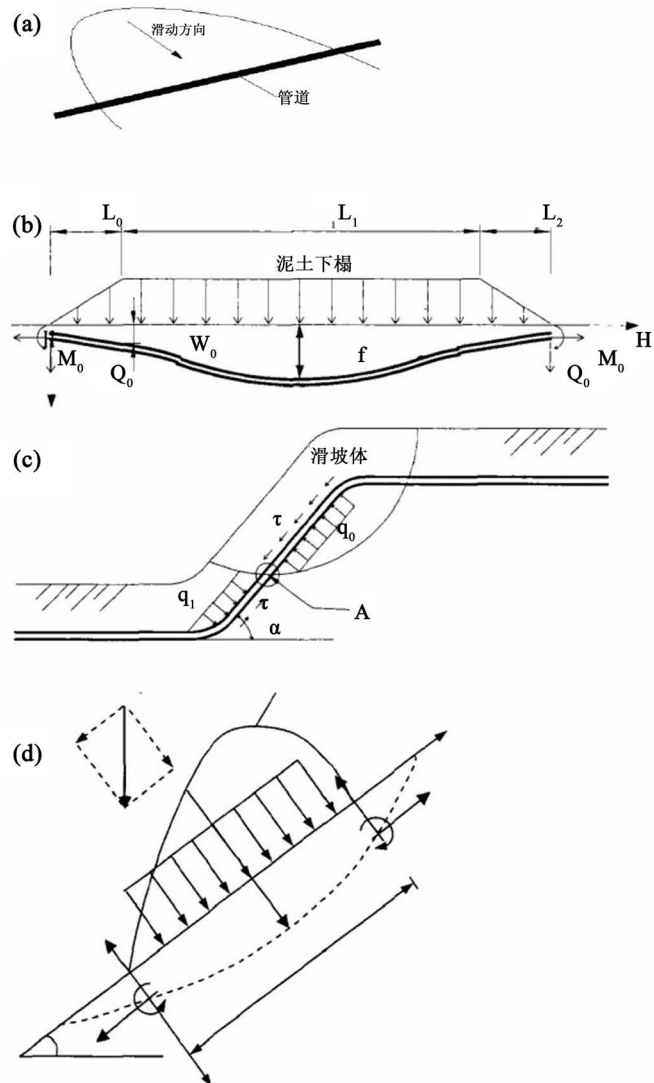 (a)
滑动方向
管道
(b)
L₀ L₁ L₂
泥土下榻
H
M₀ W₀ f M₀
Q₀ Q₀
(c)
滑坡体
τ
q₀
q₁
τ
A
α
(d)